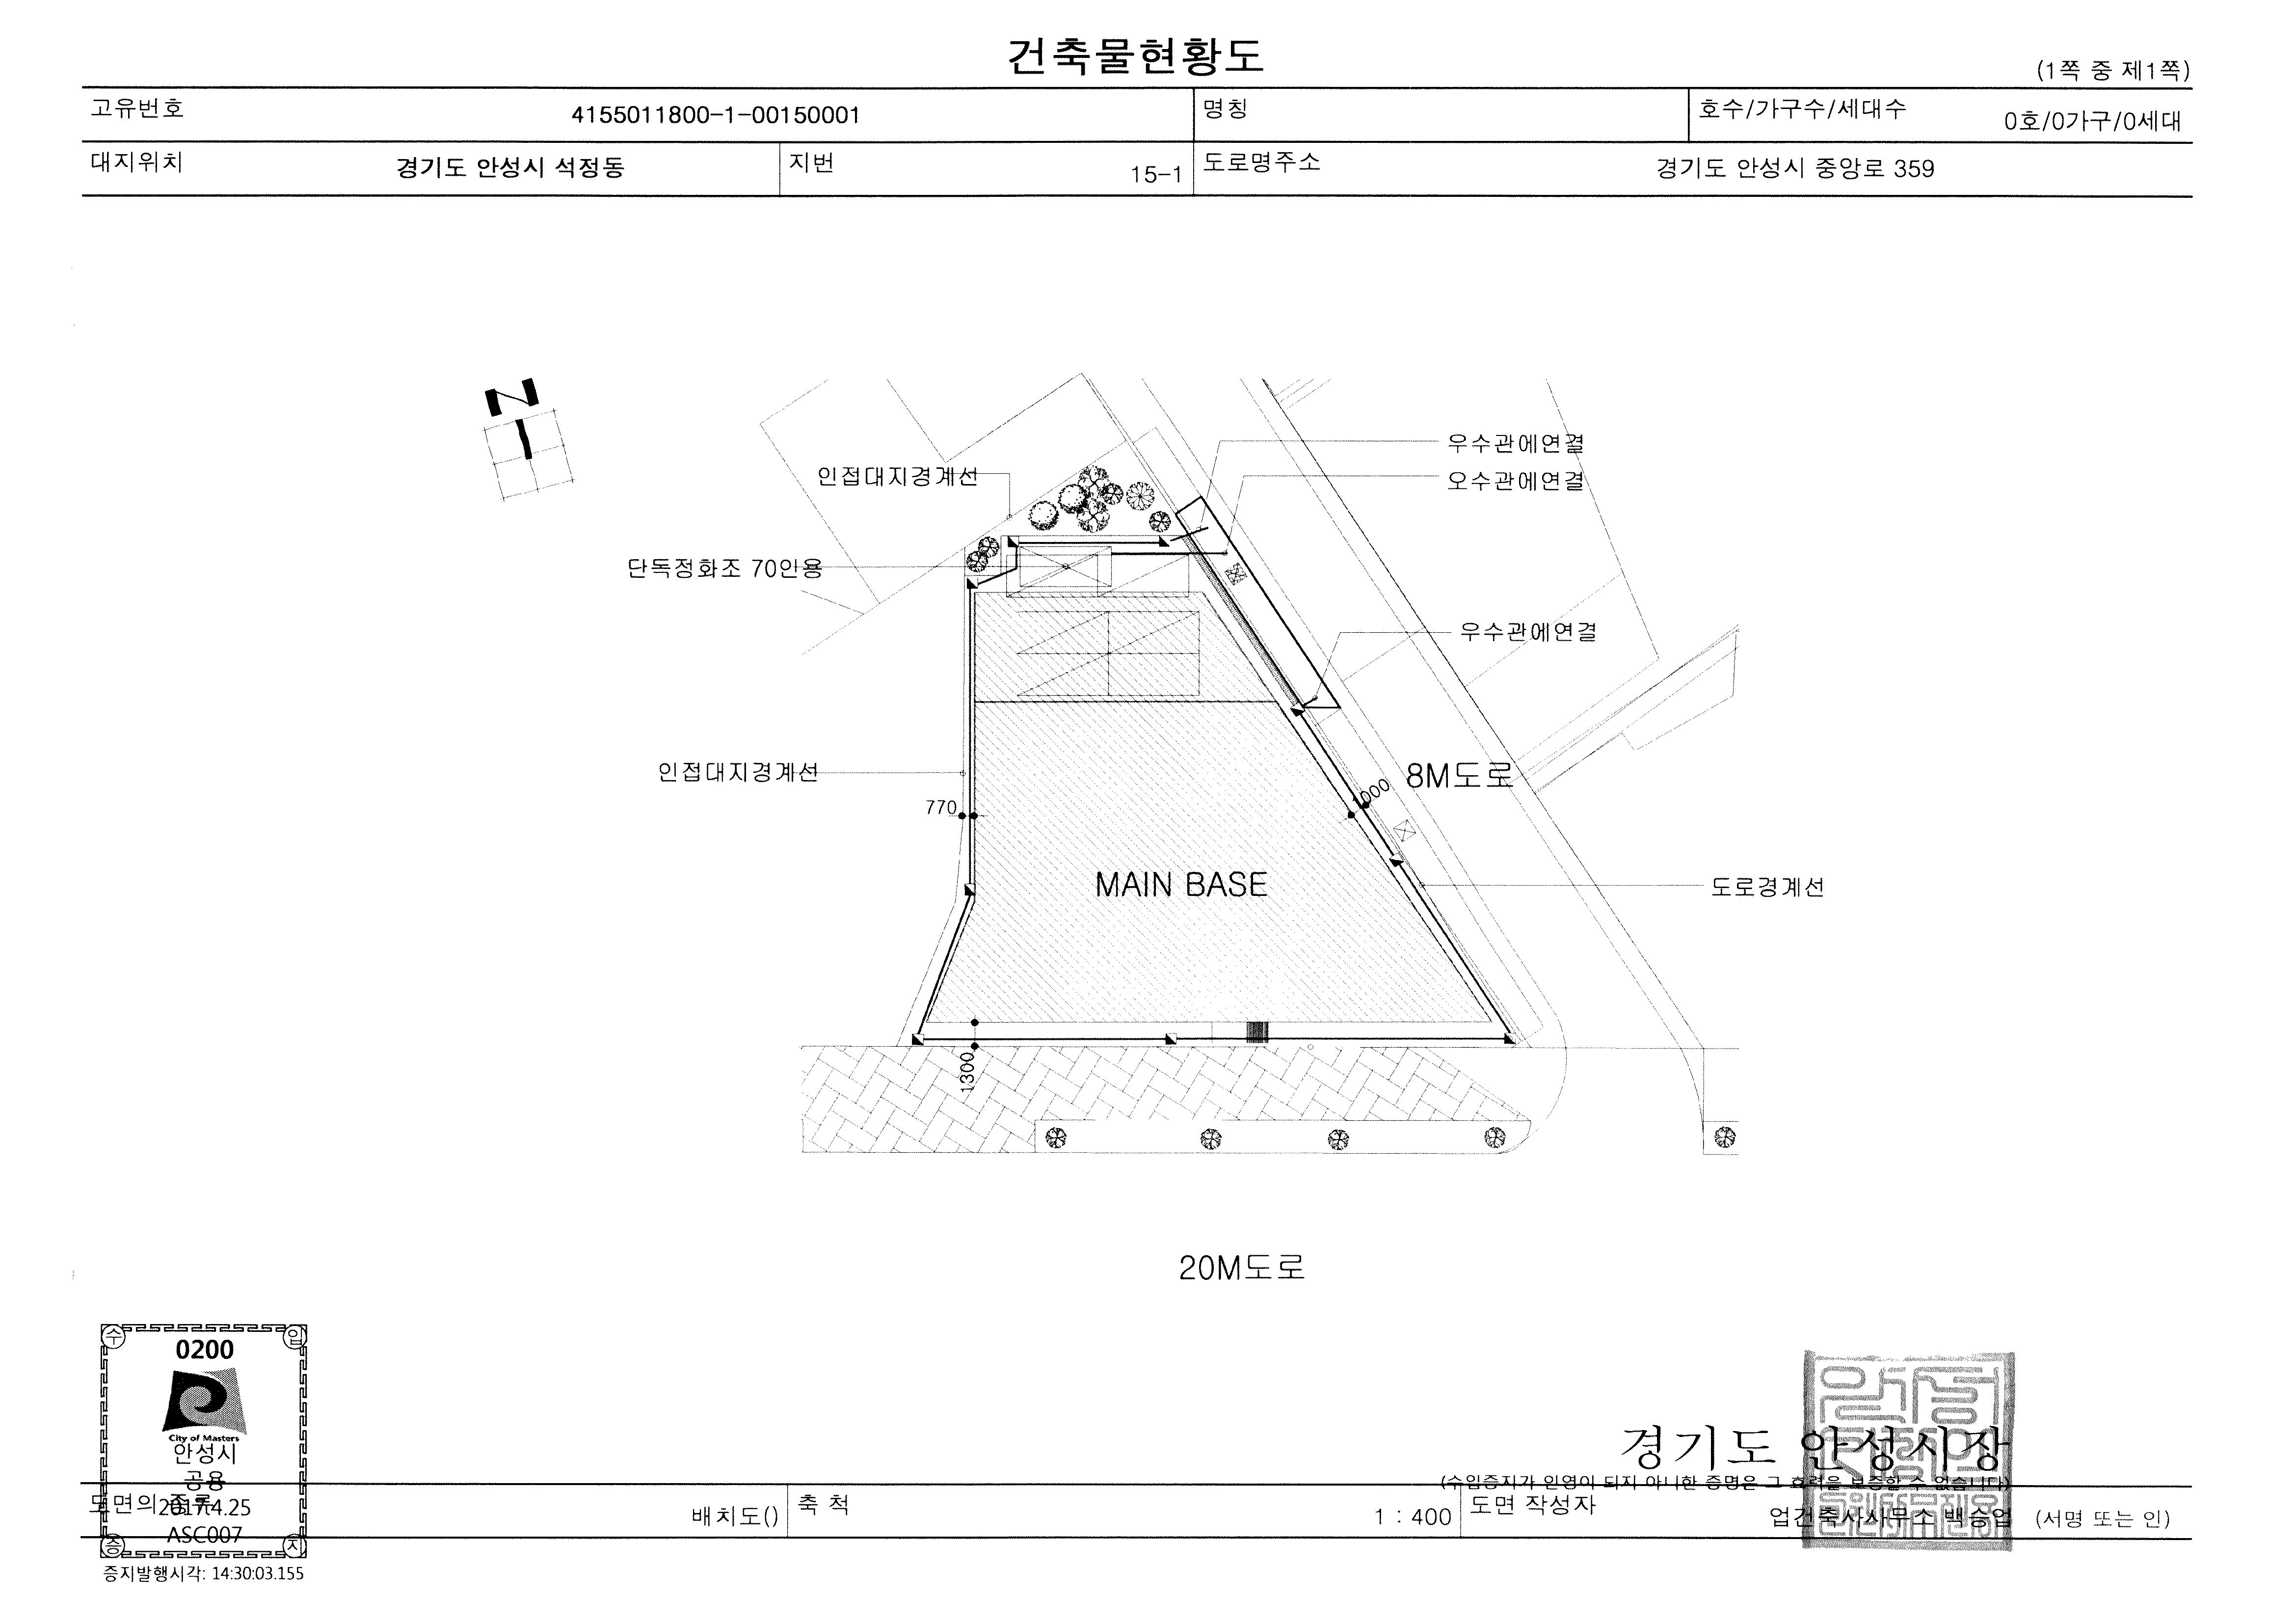 건축물현황도
(1쪽 중 제1쪽)
고유번호 4155011800-1-00150001 명칭 호수/가구수/세대수 0호/0가구/0세대
대지위치 경기도 안성시 석정동 지번 15-1 도로명주소 경기도 안성시 중앙로 359
N
우수관에연결
인접대지경계선
오수관에연결
단독정화조 70인용
우수관에연결
인접대지경계선
8M도로
1000
770
MAIN BASE
도로경계선
1300
20M도로
수 입
0200
City of Masters
안성시
공용
2017.4.25
ASC007
증 지
증지발행시각: 14:30:03.155
경기도 안성시장
(수입증지가 인영이 되지 아니한 증명은 그 효력을 보증할 수 없습니다)
도면의 종류 배치도() 축 척 1 : 400 도면 작성자 업건축사사무소 백승업 (서명 또는 인)